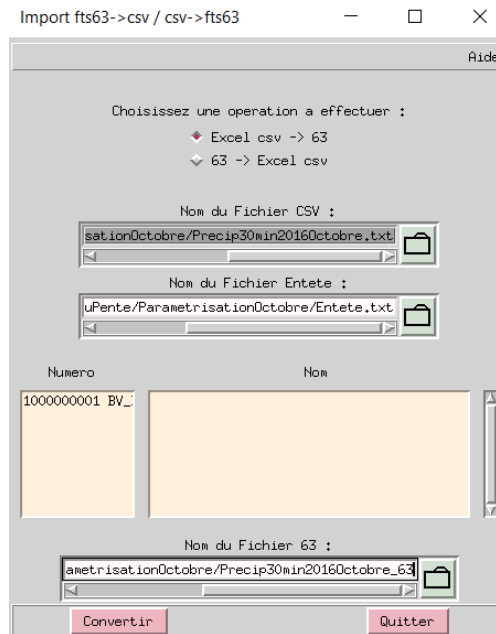 Import fts63->csv / csv->fts63
Aide
Choisissez une operation a effectuer :
Excel csv -> 63
63 -> Excel csv
Nom du Fichier CSV :
sationOctobre/Precip30min2016Octobre.txt
Nom du Fichier Entete :
uPente/ParametrisationOctobre/Entete.txt
Numero Nom
1000000001 BV_
Nom du Fichier 63 :
ametrisationOctobre/Precip30min2016Octobre_63
Convertir Quitter